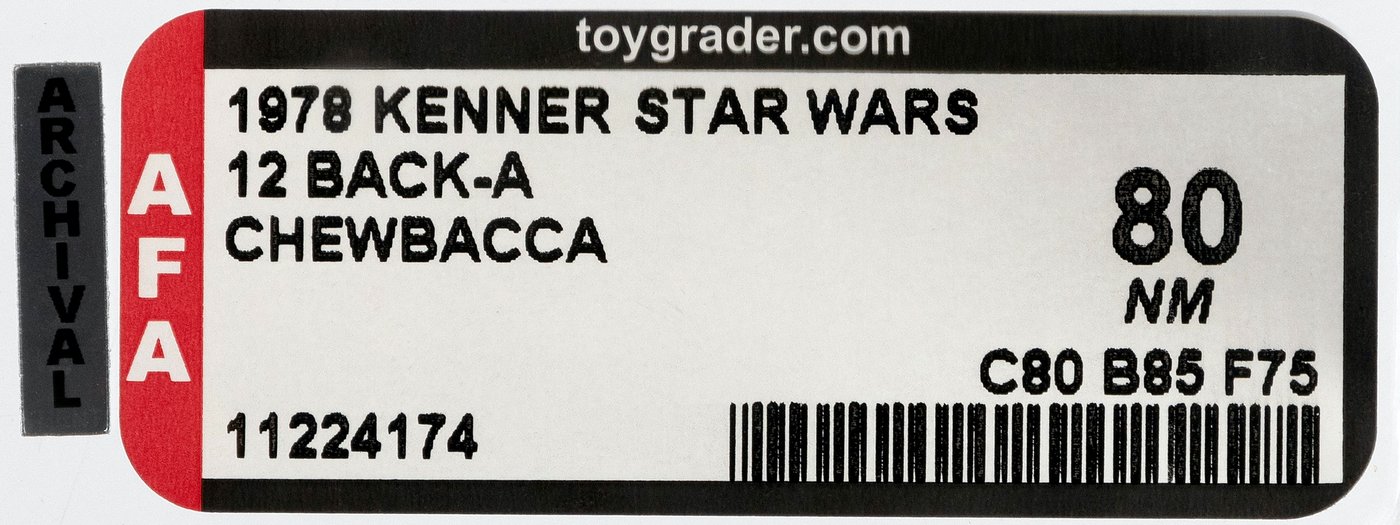 ARCHIVAL
AFA
toygrader.com
1978 KENNER STAR WARS
12 BACK-A
CHEWBACCA
80
NM
C80 B85 F75
11224174